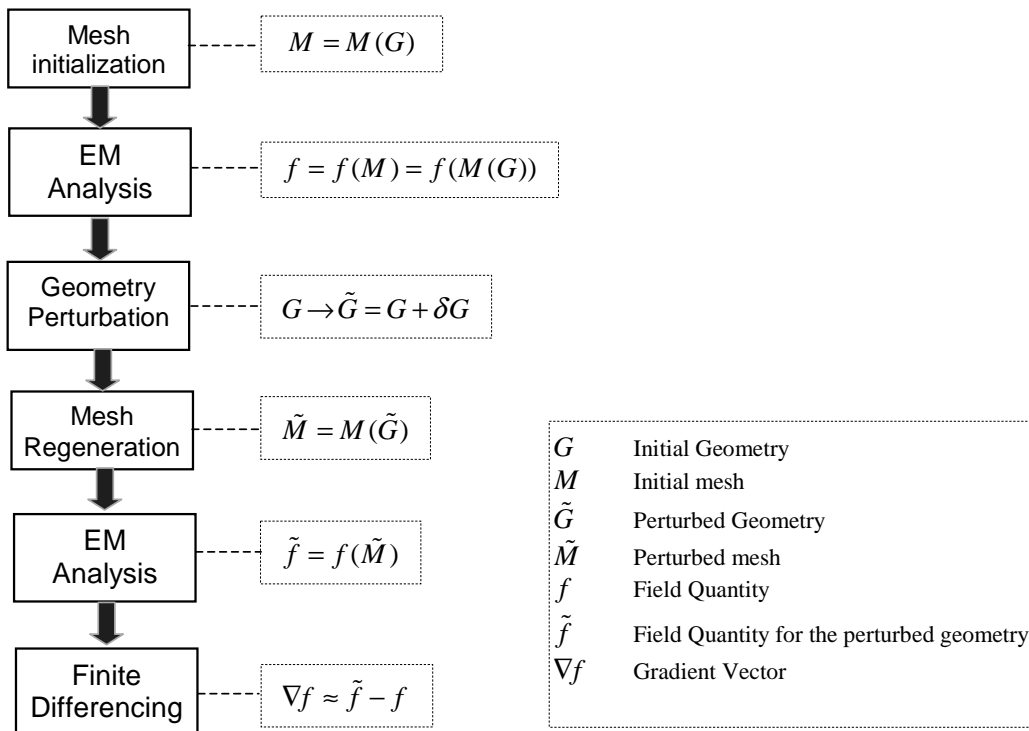 Mesh
initialization
M = M(G)
EM
Analysis
f = f(M) = f(M(G))
Geometry
Perturbation
G → G̃ = G + δG
Mesh
Regeneration
M̃ = M(G̃)
EM
Analysis
f̃ = f(M̃)
Finite
Differencing
∇f ≈ f̃ − f
G Initial Geometry
M Initial mesh
G̃ Perturbed Geometry
M̃ Perturbed mesh
f Field Quantity
f̃ Field Quantity for the perturbed geometry
∇f Gradient Vector